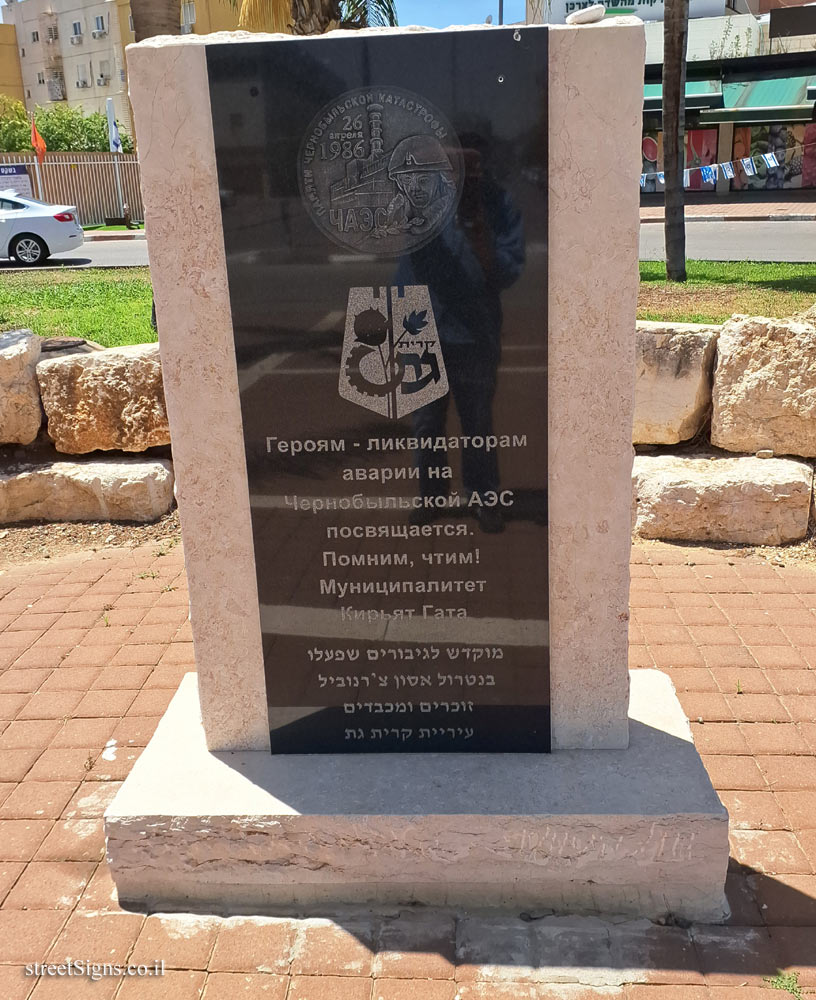 ПАМЯТИ ЧЕРНОБЫЛЬСКОЙ КАТАСТРОФЫ
26
апреля
1986
ЧАЭС
קרית
גת
Героям - ликвидаторам
аварии на
Чернобыльской АЭС
посвящается.
Помним, чтим!
Муниципалитет
Кирьят Гата
מוקדש לגיבורים שפעלו
בנטרול אסון צ'רנוביל
זוכרים ומכבדים
עיריית קרית גת
streetSigns.co.il